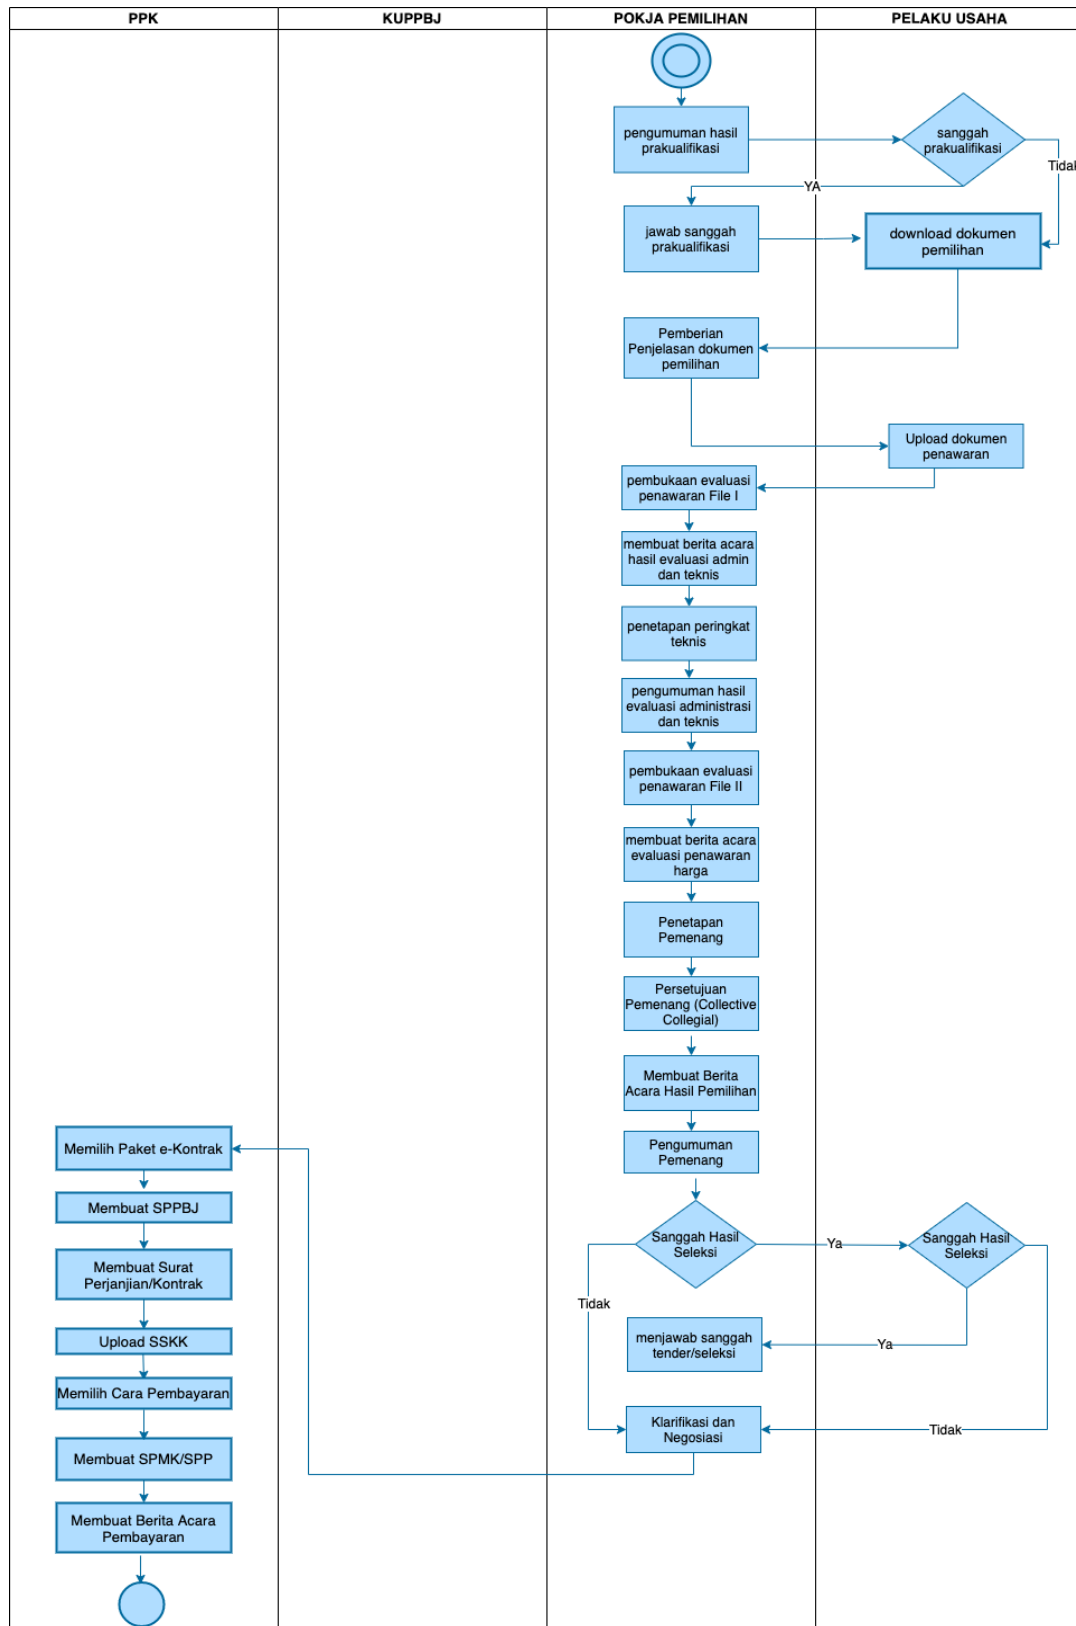 PPK
KUPPBJ
POKJA PEMILIHAN
PELAKU USAHA
pengumuman hasil
prakualifikasi
sanggah
prakualifikasi
Tidak
YA
jawab sanggah
prakualifikasi
download dokumen
pemilihan
Pemberian
Penjelasan dokumen
pemilihan
Upload dokumen
penawaran
pembukaan evaluasi
penawaran File I
membuat berita acara
hasil evaluasi admin
dan teknis
penetapan peringkat
teknis
pengumuman hasil
evaluasi administrasi
dan teknis
pembukaan evaluasi
penawaran File II
membuat berita acara
evaluasi penawaran
harga
Penetapan
Pemenang
Persetujuan
Pemenang (Collective
Collegial)
Membuat Berita
Acara Hasil Pemilihan
Pengumuman
Pemenang
Sanggah Hasil
Seleksi
Ya
Sanggah Hasil
Seleksi
Tidak
menjawab sanggah
tender/seleksi
Ya
Klarifikasi dan
Negosiasi
Tidak
Memilih Paket e-Kontrak
Membuat SPPBJ
Membuat Surat
Perjanjian/Kontrak
Upload SSKK
Memilih Cara Pembayaran
Membuat SPMK/SPP
Membuat Berita Acara
Pembayaran